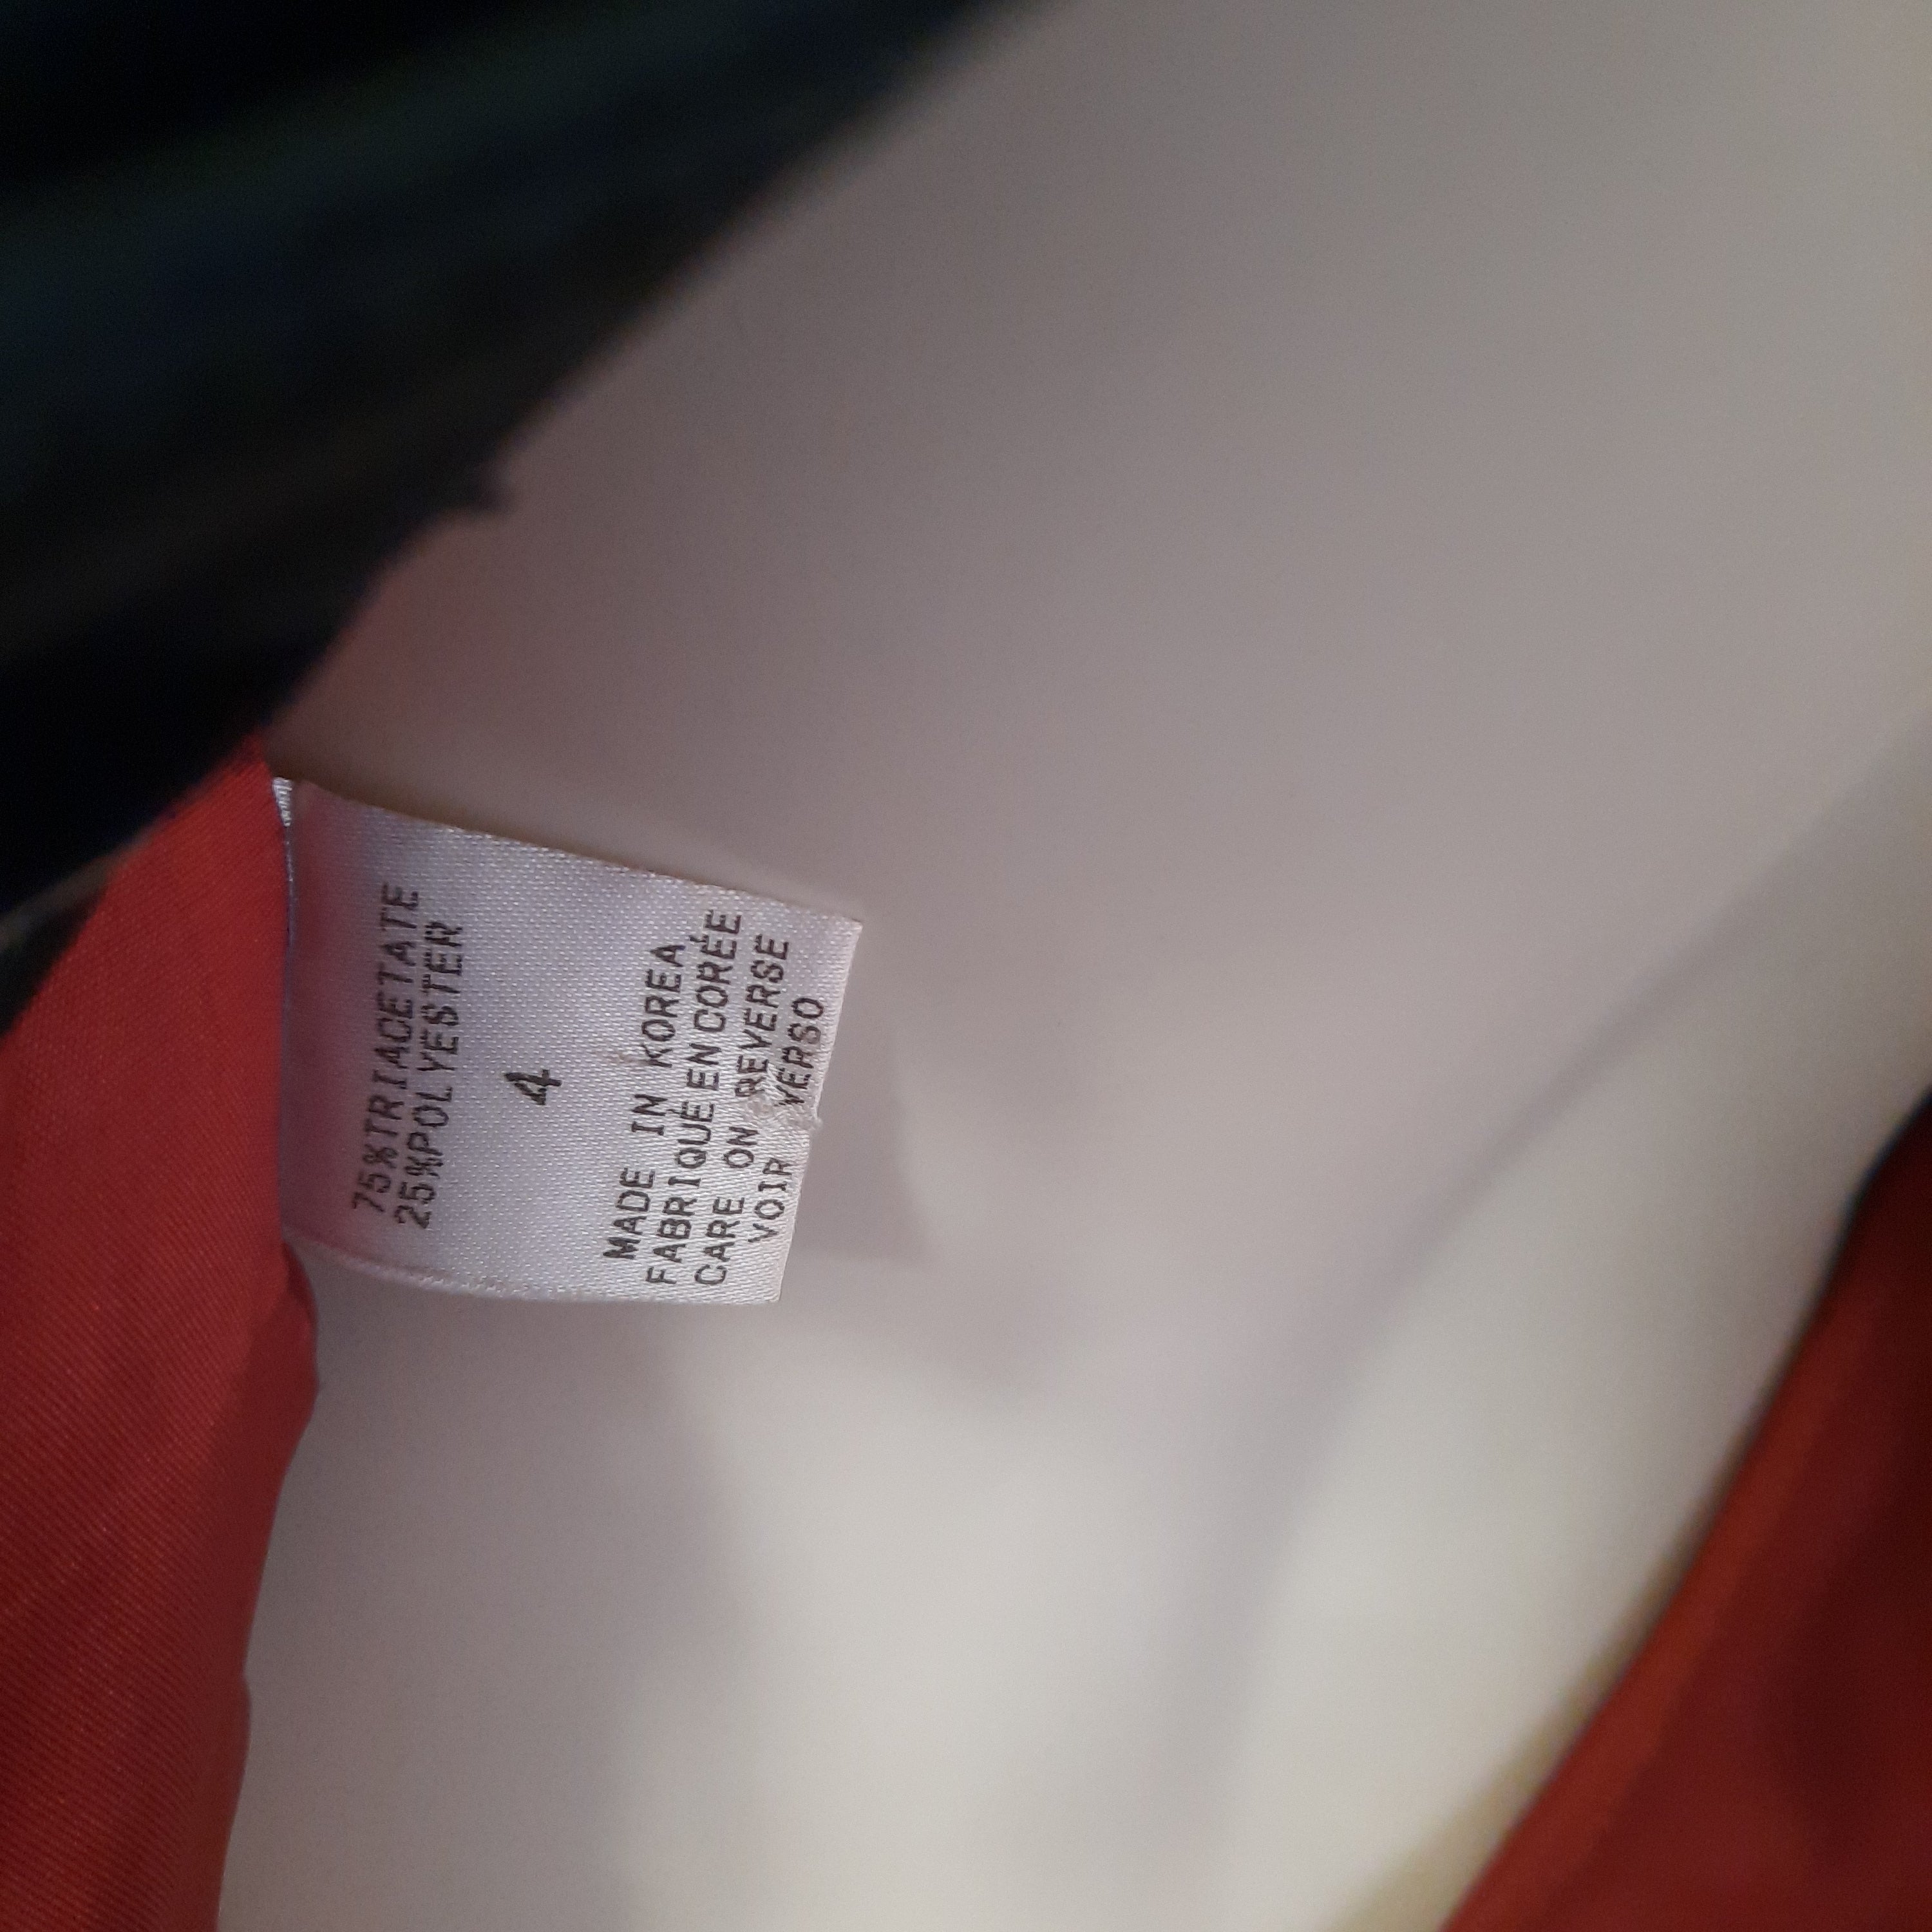 75%TRIACETATE
25%POLYESTER
4
MADE IN KOREA
FABRIQUÉ EN CORÉE
CARE ON REVERSE
VOIR VERSO